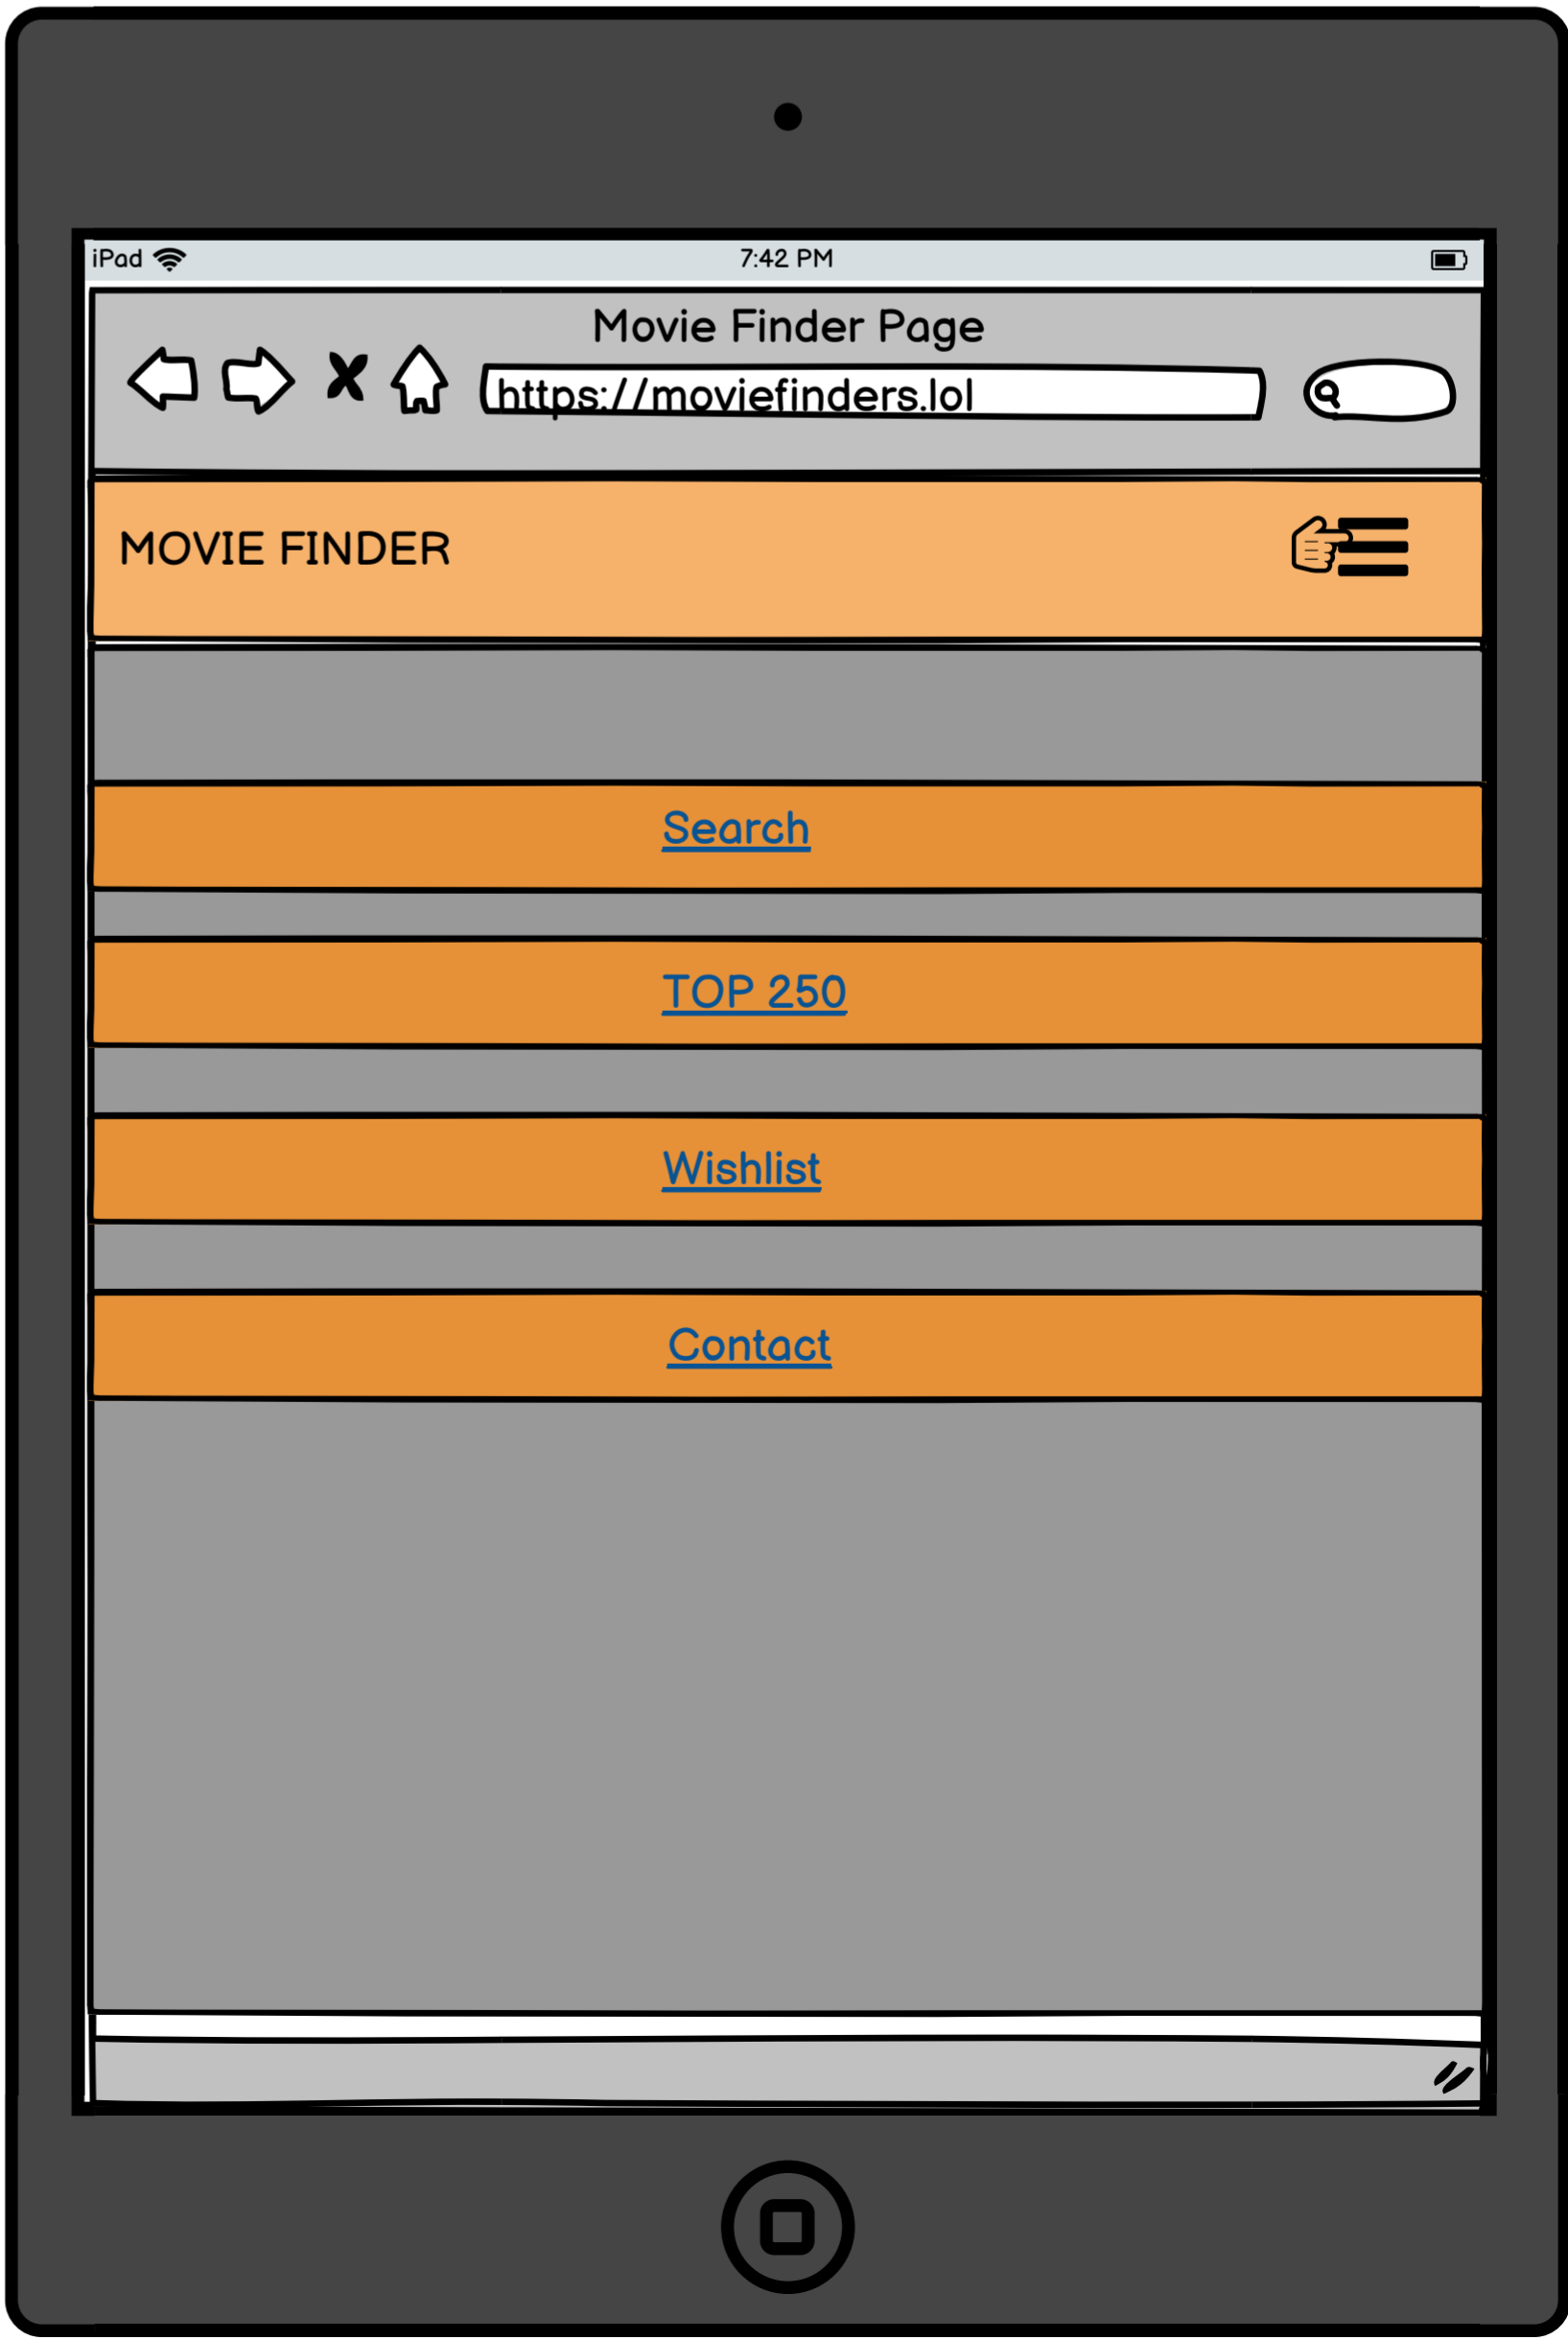 iPad
7:42 PM
Movie Finder Page
https://moviefinders.lol
MOVIE FINDER
Search
TOP 250
Wishlist
Contact